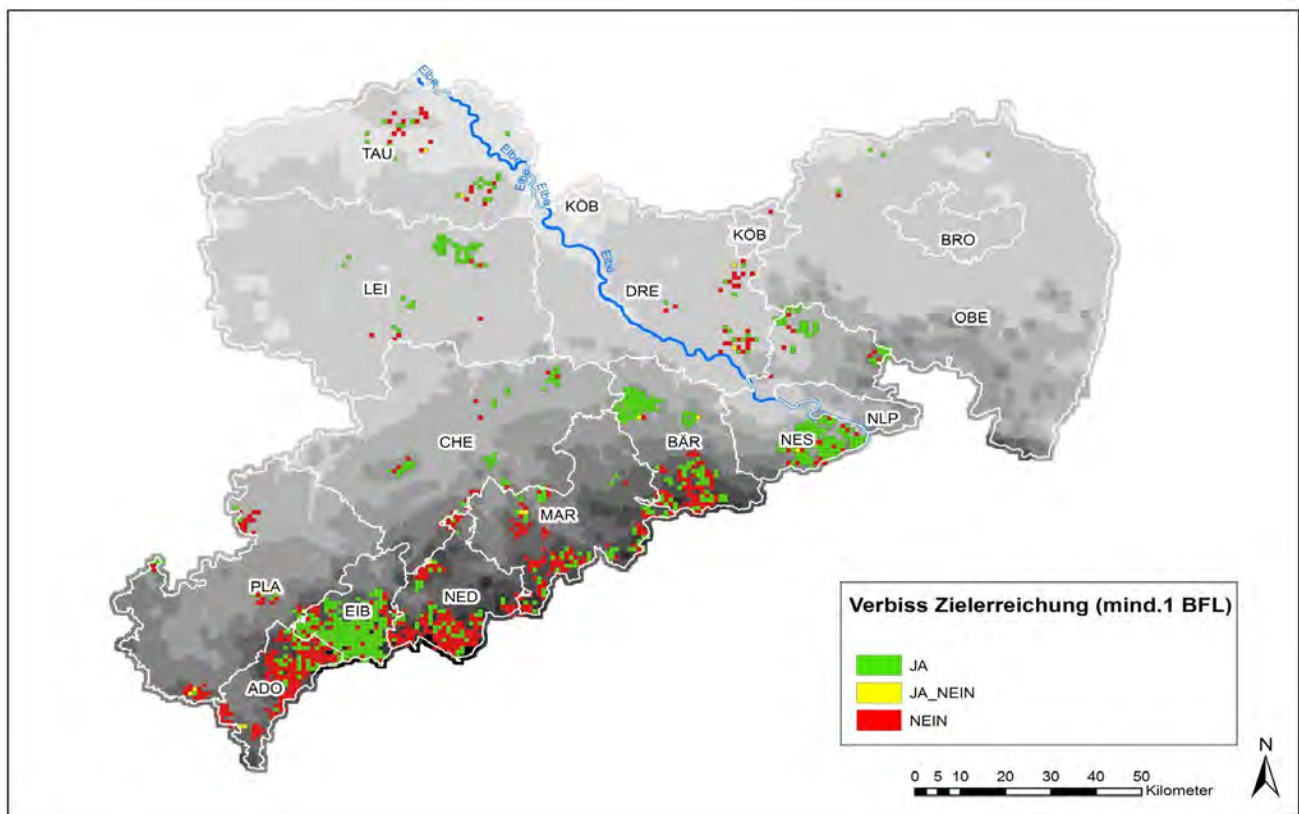 Elbe
TAU
Elbe
Elbe
Elbe
KÖB
KÖB
BRO
Elbe
LEI
DRE
OBE
NLP
CHE
BÄR
NES
MAR
PLA
EIB
NED
ADO
Verbiss Zielerreichung (mind.1 BFL)
JA
JA_NEIN
NEIN
N
0 5 10 20 30 40 50
Kilometer